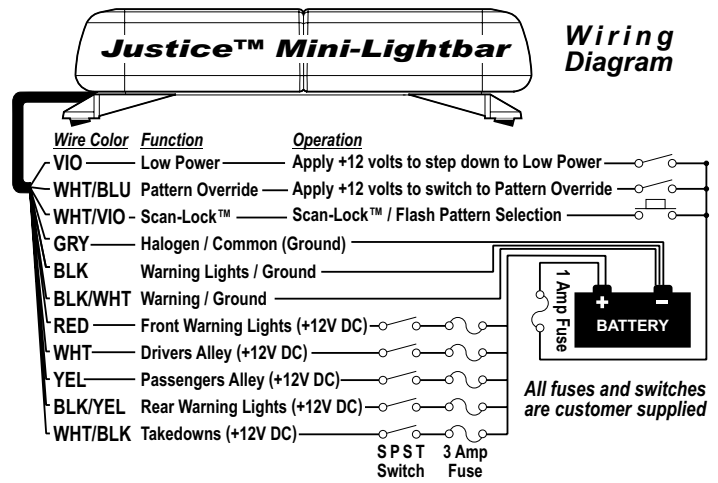 Justice™ Mini-Lightbar
Wiring
Diagram
Wire Color Function Operation
VIO Low Power Apply +12 volts to step down to Low Power
WHT/BLU Pattern Override Apply +12 volts to switch to Pattern Override
WHT/VIO Scan-Lock™ Scan-Lock™ / Flash Pattern Selection
GRY Halogen / Common (Ground)
BLK Warning Lights / Ground
BLK/WHT Warning / Ground
RED Front Warning Lights (+12V DC)
WHT Drivers Alley (+12V DC)
YEL Passengers Alley (+12V DC)
BLK/YEL Rear Warning Lights (+12V DC)
WHT/BLK Takedowns (+12V DC)
SPST
Switch
3 Amp
Fuse
1 Amp Fuse
+ –
BATTERY
All fuses and switches
are customer supplied